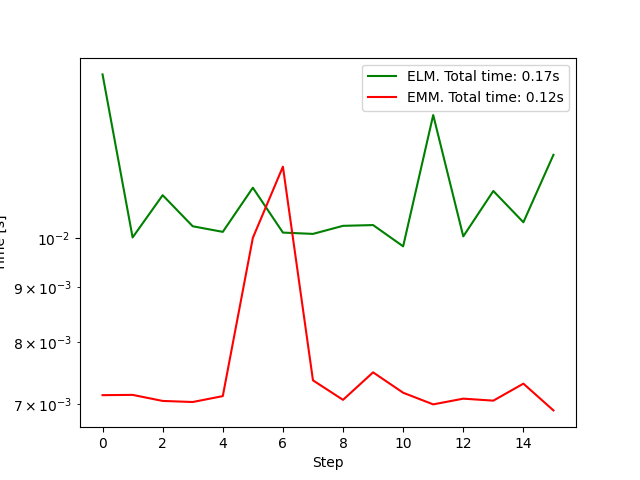 ELM. Total time: 0.17s
EMM. Total time: 0.12s
10⁻²
9 × 10⁻³
8 × 10⁻³
7 × 10⁻³
0 2 4 6 8 10 12 14
Step